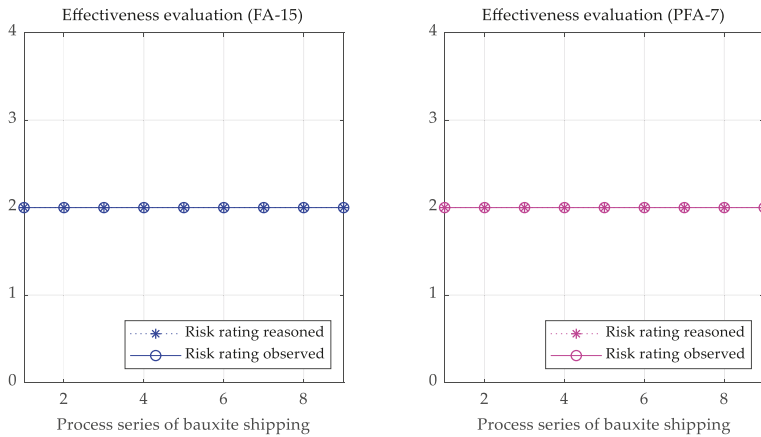 Effectiveness evaluation (FA-15)
4
3
2
1
0
2 4 6 8
Process series of bauxite shipping
Risk rating reasoned
Risk rating observed
Effectiveness evaluation (PFA-7)
4
3
2
1
0
2 4 6 8
Process series of bauxite shipping
Risk rating reasoned
Risk rating observed